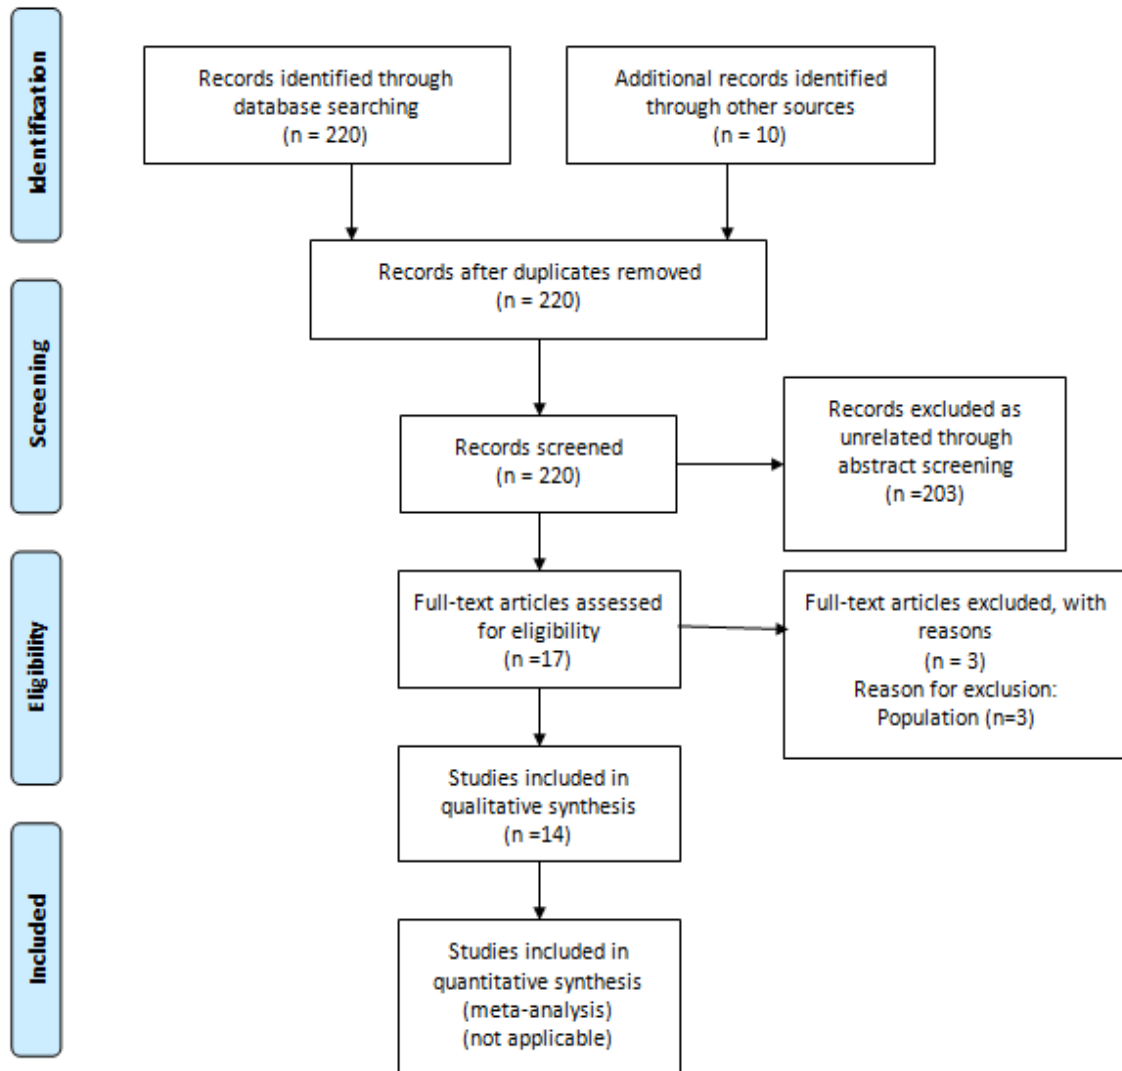 Identification
Records identified through
database searching
(n = 220)
Additional records identified
through other sources
(n = 10)
Screening
Records after duplicates removed
(n = 220)
Records screened
(n = 220)
Records excluded as
unrelated through
abstract screening
(n =203)
Eligibility
Full-text articles assessed
for eligibility
(n =17)
Full-text articles excluded, with
reasons
(n = 3)
Reason for exclusion:
Population (n=3)
Studies included in
qualitative synthesis
(n =14)
Included
Studies included in
quantitative synthesis
(meta-analysis)
(not applicable)